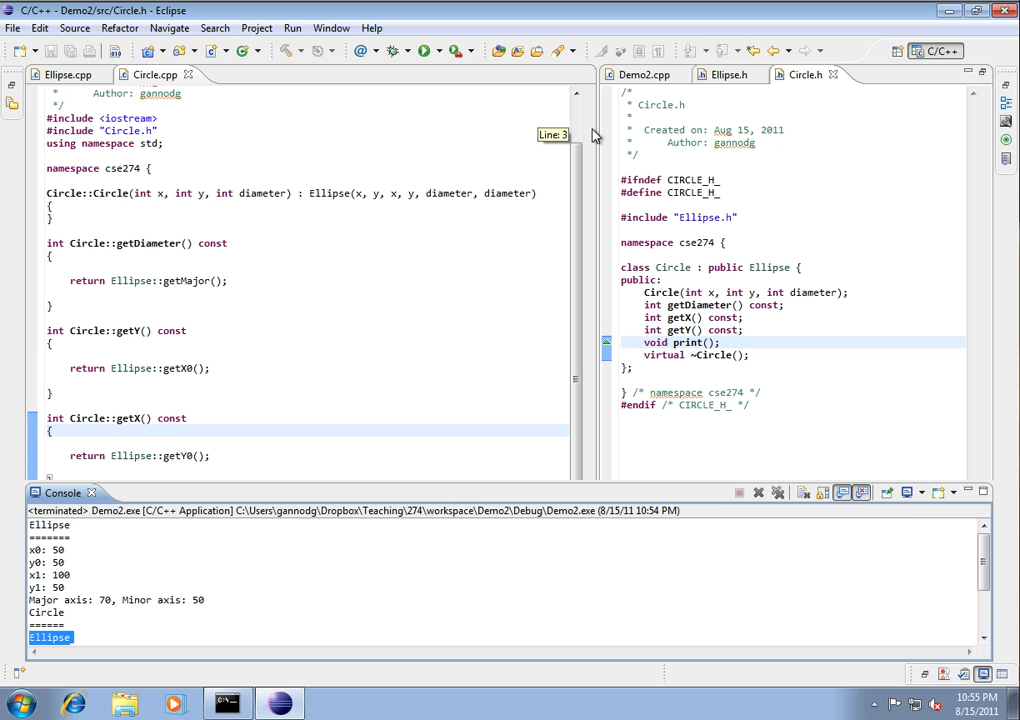 C/C++ - Demo2/src/Circle.h - Eclipse
File Edit Source Refactor Navigate Search Project Run Window Help
C/C++
Ellipse.cpp Circle.cpp
* Author: gannodg
*/
#include <iostream>
#include "Circle.h"
using namespace std;
namespace cse274 {
Circle::Circle(int x, int y, int diameter) : Ellipse(x, y, x, y, diameter, diameter)
{
}
int Circle::getDiameter() const
{
return Ellipse::getMajor();
}
int Circle::getY() const
{
return Ellipse::getX0();
}
int Circle::getX() const
{
return Ellipse::getY0();
}
Line: 3
Demo2.cpp Ellipse.h Circle.h
/*
* Circle.h
*
* Created on: Aug 15, 2011
* Author: gannodg
*/
#ifndef CIRCLE_H_
#define CIRCLE_H_
#include "Ellipse.h"
namespace cse274 {
class Circle : public Ellipse {
public:
Circle(int x, int y, int diameter);
int getDiameter() const;
int getX() const;
int getY() const;
void print();
virtual ~Circle();
};
} /* namespace cse274 */
#endif /* CIRCLE_H_ */
Console
<terminated> Demo2.exe [C/C++ Application] C:\Users\gannodg\Dropbox\Teaching\274\workspace\Demo2\Debug\Demo2.exe (8/15/11 10:54 PM)
Ellipse
=======
x0: 50
y0: 50
x1: 100
y1: 50
Major axis: 70, Minor axis: 50
Circle
======
Ellipse
10:55 PM
8/15/2011